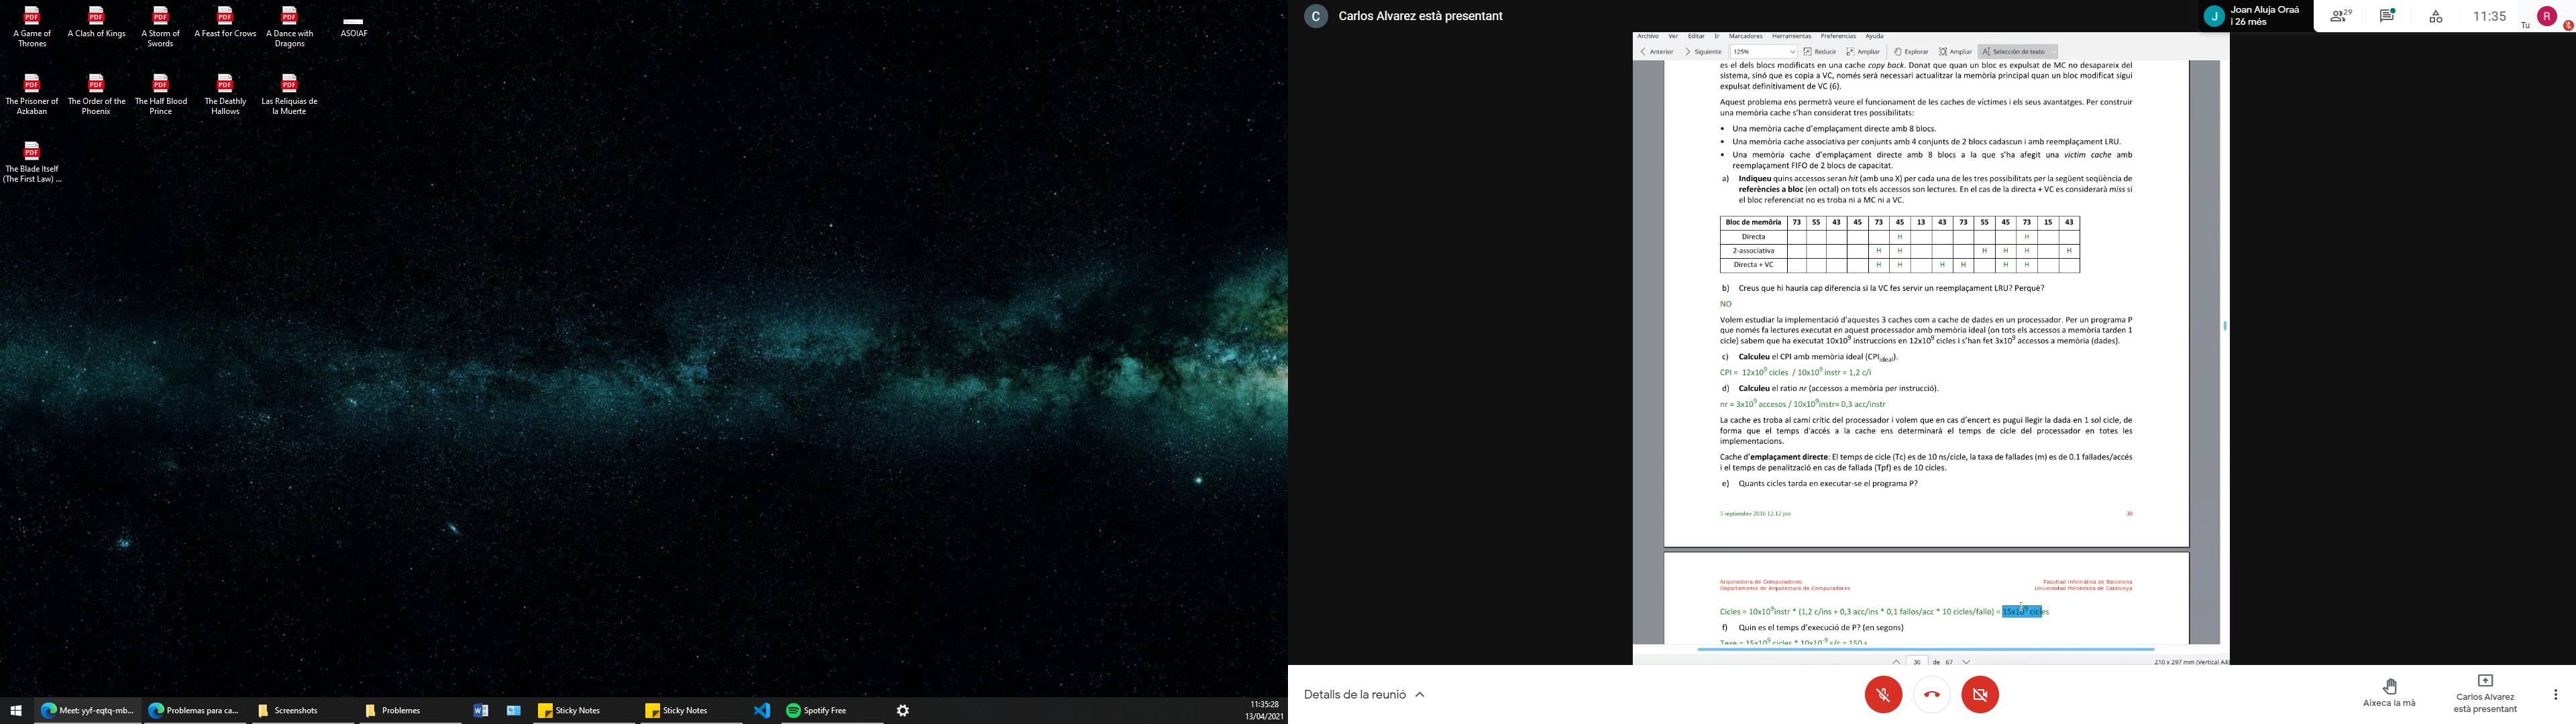 A Game of Thrones
A Clash of Kings
A Storm of Swords
A Feast for Crows
A Dance with Dragons
ASOIAF
The Prisoner of Azkaban
The Order of the Phoenix
The Half Blood Prince
The Deathly Hallows
Las Reliquias de la Muerte
The Blade Itself (The First Law) ...
Meet: yyf-eqtq-mb...
Problemas para ca...
Screenshots
Problemes
Sticky Notes
Sticky Notes
Spotify Free
11:35:28
13/04/2021
C Carlos Alvarez està presentant
J Joan Aluja Oraá i 26 més
29
11:35
Tu
R
Archivo Ver Editar Ir Marcadores Herramientas Preferencias Ayuda
Anterior Siguiente 125% Reducir Ampliar Explorar Ampliar Selección de texto
es el dels blocs modificats en una cache copy back. Donat que quan un bloc es expulsat de MC no desapareix del
sistema, sinó que es copia a VC, només serà necessari actualitzar la memòria principal quan un bloc modificat sigui
expulsat definitivament de VC (6).
Aquest problema ens permetrà veure el funcionament de les caches de víctimes i els seus avantatges. Per construir
una memòria cache s'han considerat tres possibilitats:
• Una memòria cache d'emplaçament directe amb 8 blocs.
• Una memòria cache associativa per conjunts amb 4 conjunts de 2 blocs cadascun i amb reemplaçament LRU.
• Una memòria cache d'emplaçament directe amb 8 blocs a la que s'ha afegit una victim cache amb
reemplaçament FIFO de 2 blocs de capacitat.
a) Indiqueu quins accessos seran hit (amb una X) per cada una de les tres possibilitats per la següent seqüència de
referències a bloc (en octal) on tots els accessos son lectures. En el cas de la directa + VC es considerarà miss si
el bloc referenciat no es troba ni a MC ni a VC.
Bloc de memòria 73 55 43 45 73 45 13 43 73 55 45 73 15 43
Directa H H
2-associativa H H H H H H
Directa + VC H H H H H H
b) Creus que hi hauria cap diferencia si la VC fes servir un reemplaçament LRU? Perquè?
NO
Volem estudiar la implementació d'aquestes 3 caches com a cache de dades en un processador. Per un programa P
que només fa lectures executat en aquest processador amb memòria ideal (on tots els accessos a memòria tarden 1
cicle) sabem que ha executat 10x10⁹ instruccions en 12x10⁹ cicles i s'han fet 3x10⁹ accessos a memòria (dades).
c) Calculeu el CPI amb memòria ideal (CPIideal).
CPI = 12x10⁹ cicles / 10x10⁹ instr = 1,2 c/i
d) Calculeu el ratio nr (accessos a memòria per instrucció).
nr = 3x10⁹ accesos / 10x10⁹instr= 0,3 acc/instr
La cache es troba al camí crític del processador i volem que en cas d'encert es pugui llegir la dada en 1 sol cicle, de
forma que el temps d'accés a la cache ens determinarà el temps de cicle del processador en totes les
implementacions.
Cache d'emplaçament directe: El temps de cicle (Tc) es de 10 ns/cicle, la taxa de fallades (m) es de 0.1 fallades/accés
i el temps de penalització en cas de fallada (Tpf) es de 10 cicles.
e) Quants cicles tarda en executar-se el programa P?
5 septiembre 2016 12:12 pm
30
Arquitectura de Computadores
Departamento de Arquitectura de Computadores
Facultad Informática de Barcelona
Universidad Politécnica de Catalunya
Cicles = 10x10⁹instr * (1,2 c/ins + 0,3 acc/ins * 0,1 fallos/acc * 10 cicles/fallo) = 15x10⁹ cicles
f) Quin es el temps d'execució de P? (en segons)
Texe = 15x10⁹ cicles * 10x10⁻⁹ s/c = 150 s
30 de 67
210 x 297 mm (Vertical A4)
Detalls de la reunió
Aixeca la mà
Carlos Alvarez està presentant